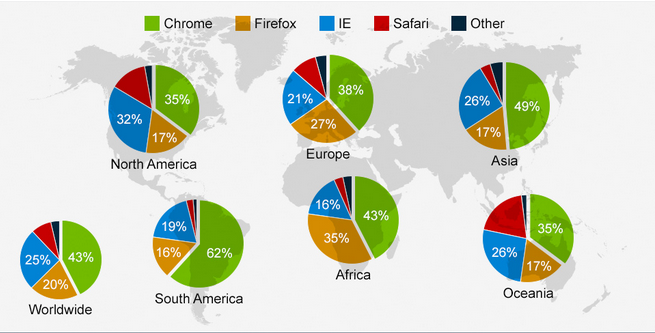 Chrome Firefox IE Safari Other
35%
32%
17%
North America
38%
21%
27%
Europe
49%
26%
17%
Asia
43%
25%
20%
Worldwide
19%
16%
62%
South America
16%
43%
35%
Africa
35%
26%
17%
Oceania